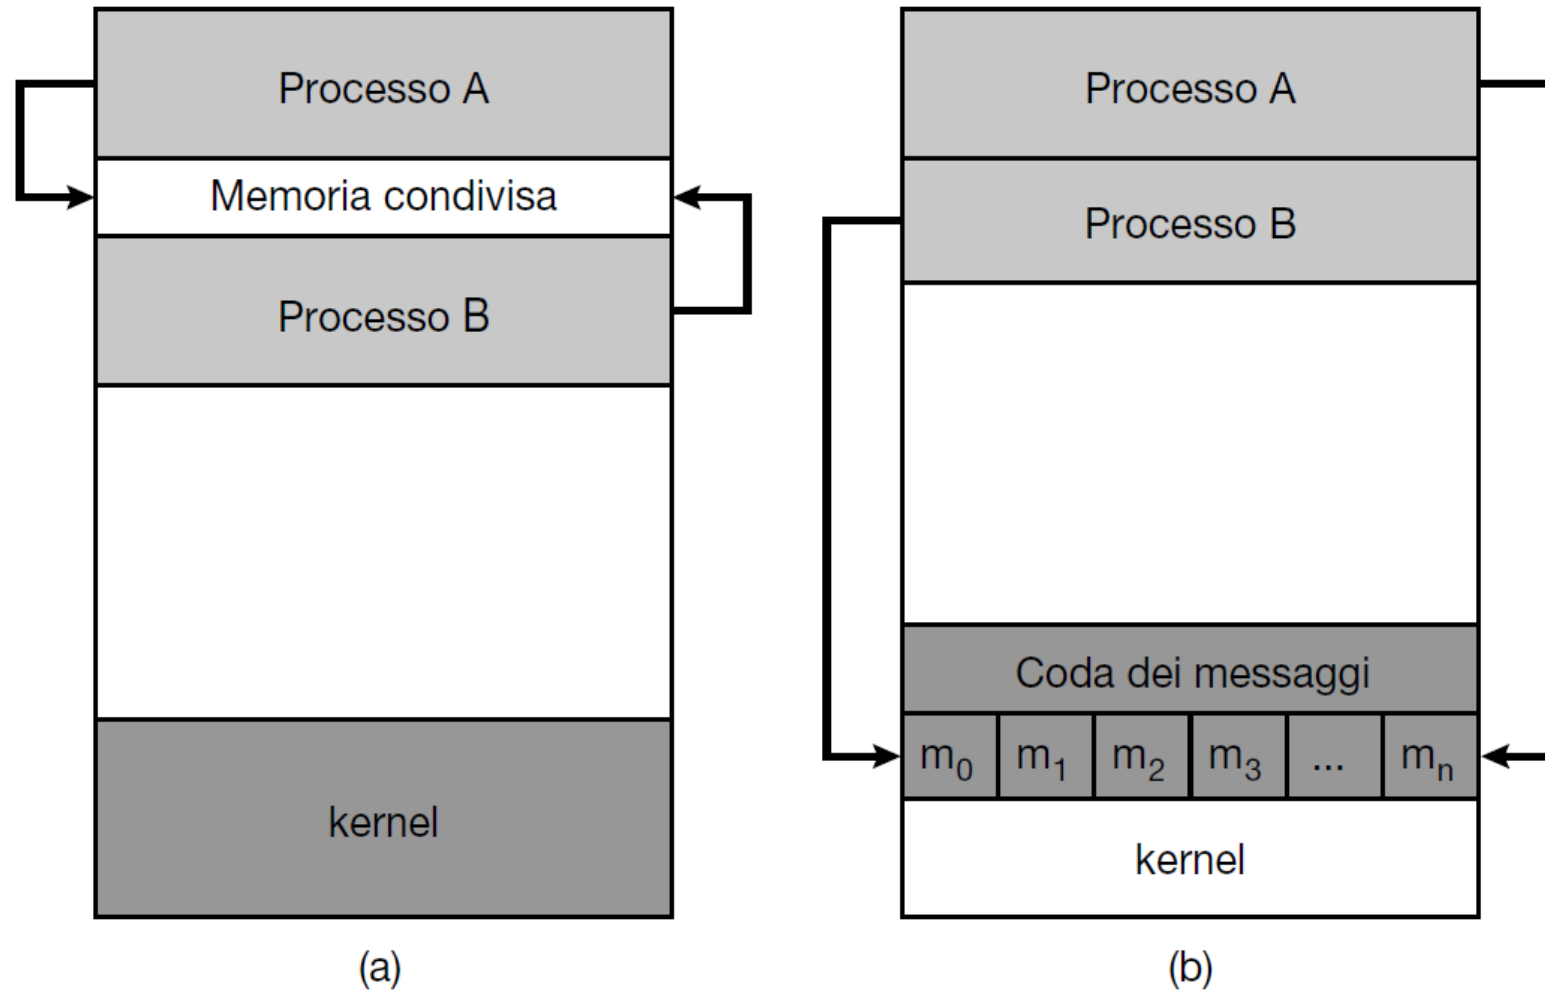 Processo A
Memoria condivisa
Processo B
kernel
(a)
Processo A
Processo B
Coda dei messaggi
m0 m1 m2 m3 ... mn
kernel
(b)